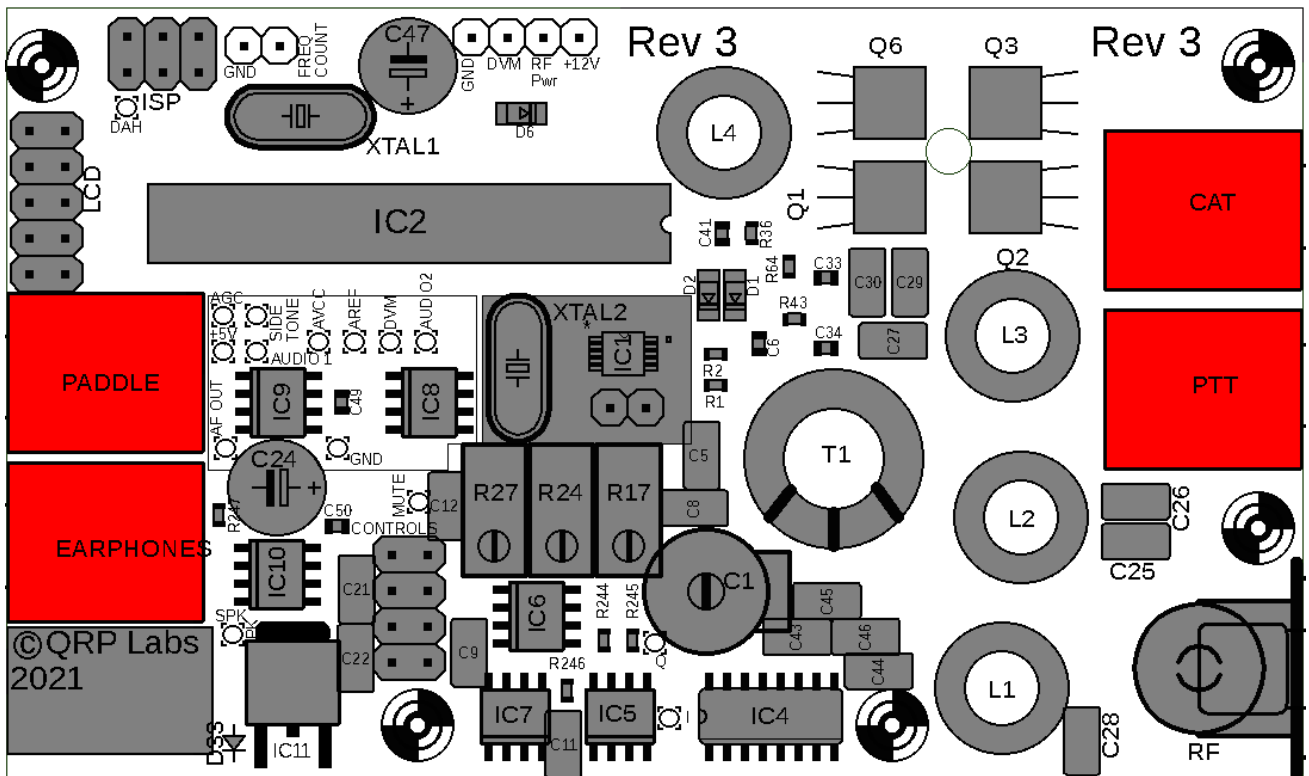 C47
Rev 3
Rev 3
Q6
Q3
GND
FREQ
COUNT
GND
DVM
RF
Pwr
+12V
ISP
DAH
D6
XTAL1
L4
LCD
IC2
Q1
CAT
C41
R36
Q2
R64
C33
C30
C29
D2
D1
AGC
+5V
SIDE
TONE
AVCC
AREF
DVM
AUDIO2
XTAL2
*
IC1
R43
C34
C6
C27
L3
AUDIO 1
PADDLE
R2
R1
PTT
AF OUT
IC9
C49
IC8
GND
C24
+
C5
T1
R247
C50
MUTE
C12
R27
R24
R17
C8
L2
C26
C25
CONTROLS
EARPHONES
IC10
C21
C1
C45
IC6
R244
R245
SPK
C22
C9
Q
C43
C46
C44
©QRP Labs
2021
R246
L1
IC7
IC5
I
IC4
C11
D33
IC11
C28
RF